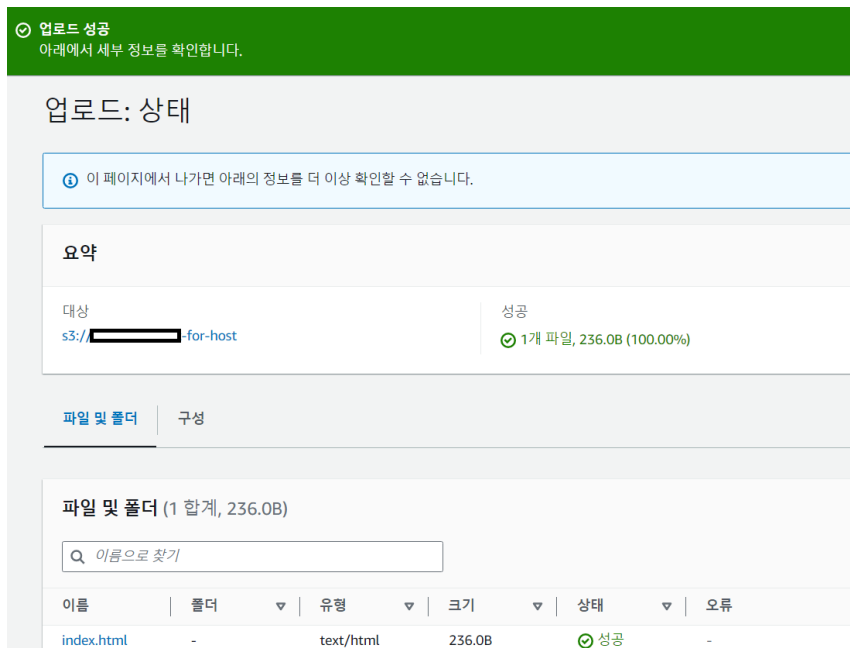 업로드 성공
아래에서 세부 정보를 확인합니다.
업로드: 상태
이 페이지에서 나가면 아래의 정보를 더 이상 확인할 수 없습니다.
요약
대상
s3://
-for-host
성공
1개 파일, 236.0B (100.00%)
파일 및 폴더 구성
파일 및 폴더 (1 합계, 236.0B)
이름으로 찾기
이름 폴더 유형 크기 상태 오류
index.html - text/html 236.0B 성공 -